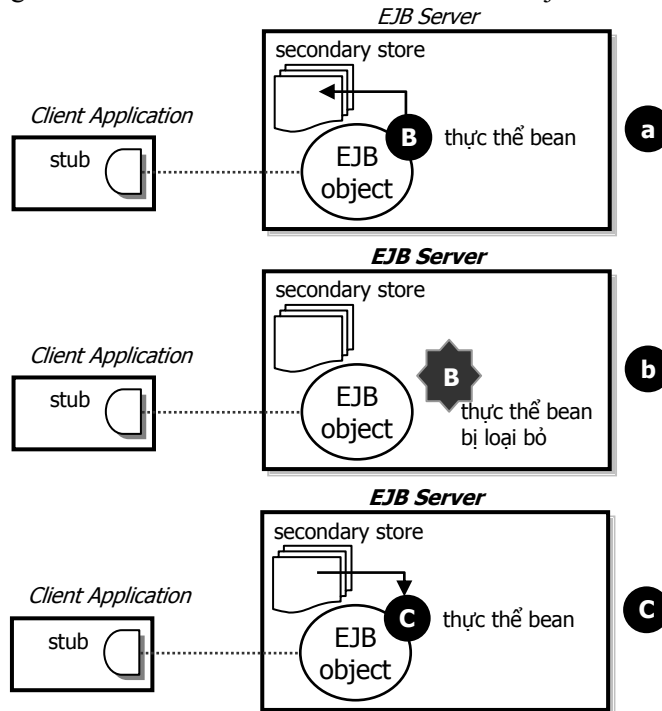 EJB Server
secondary store
Client Application
B
thực thể bean
a
stub
EJB
object
EJB Server
secondary store
Client Application
B
b
stub
EJB
object
thực thể bean
bị loại bỏ
EJB Server
secondary store
Client Application
C
thực thể bean
C
stub
EJB
object